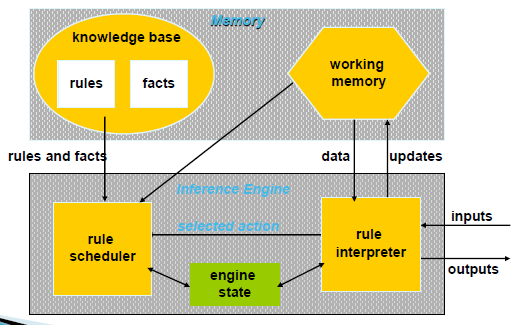 Memory
knowledge base
rules
facts
working
memory
rules and facts
data
updates
Inference Engine
selected action
rule
scheduler
rule
interpreter
engine
state
inputs
outputs